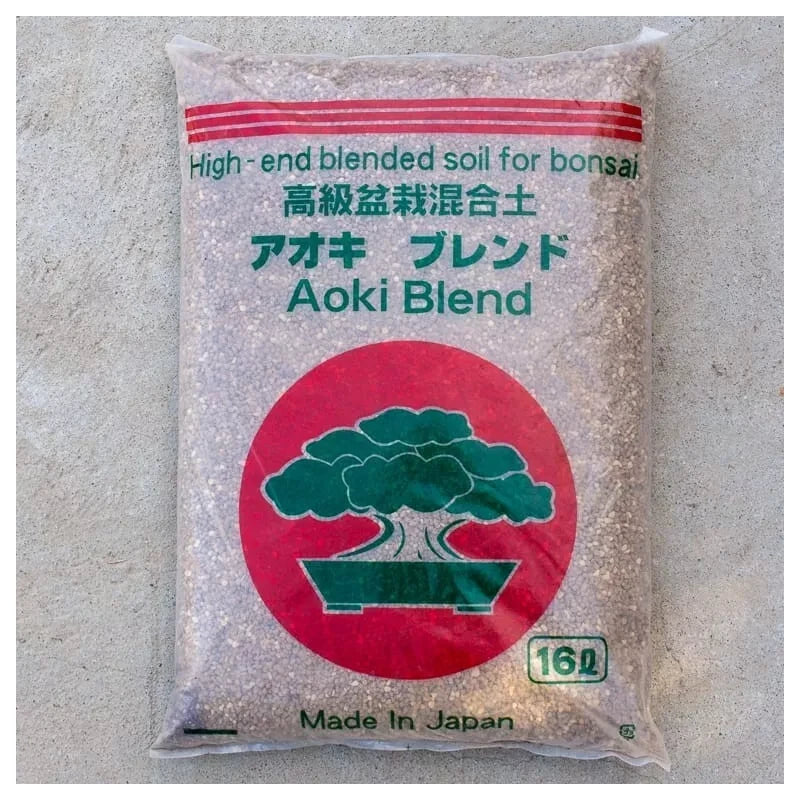 High-end blended soil for bonsai
高級盆栽混合土
アオキ ブレンド
Aoki Blend
16ℓ
Made In Japan